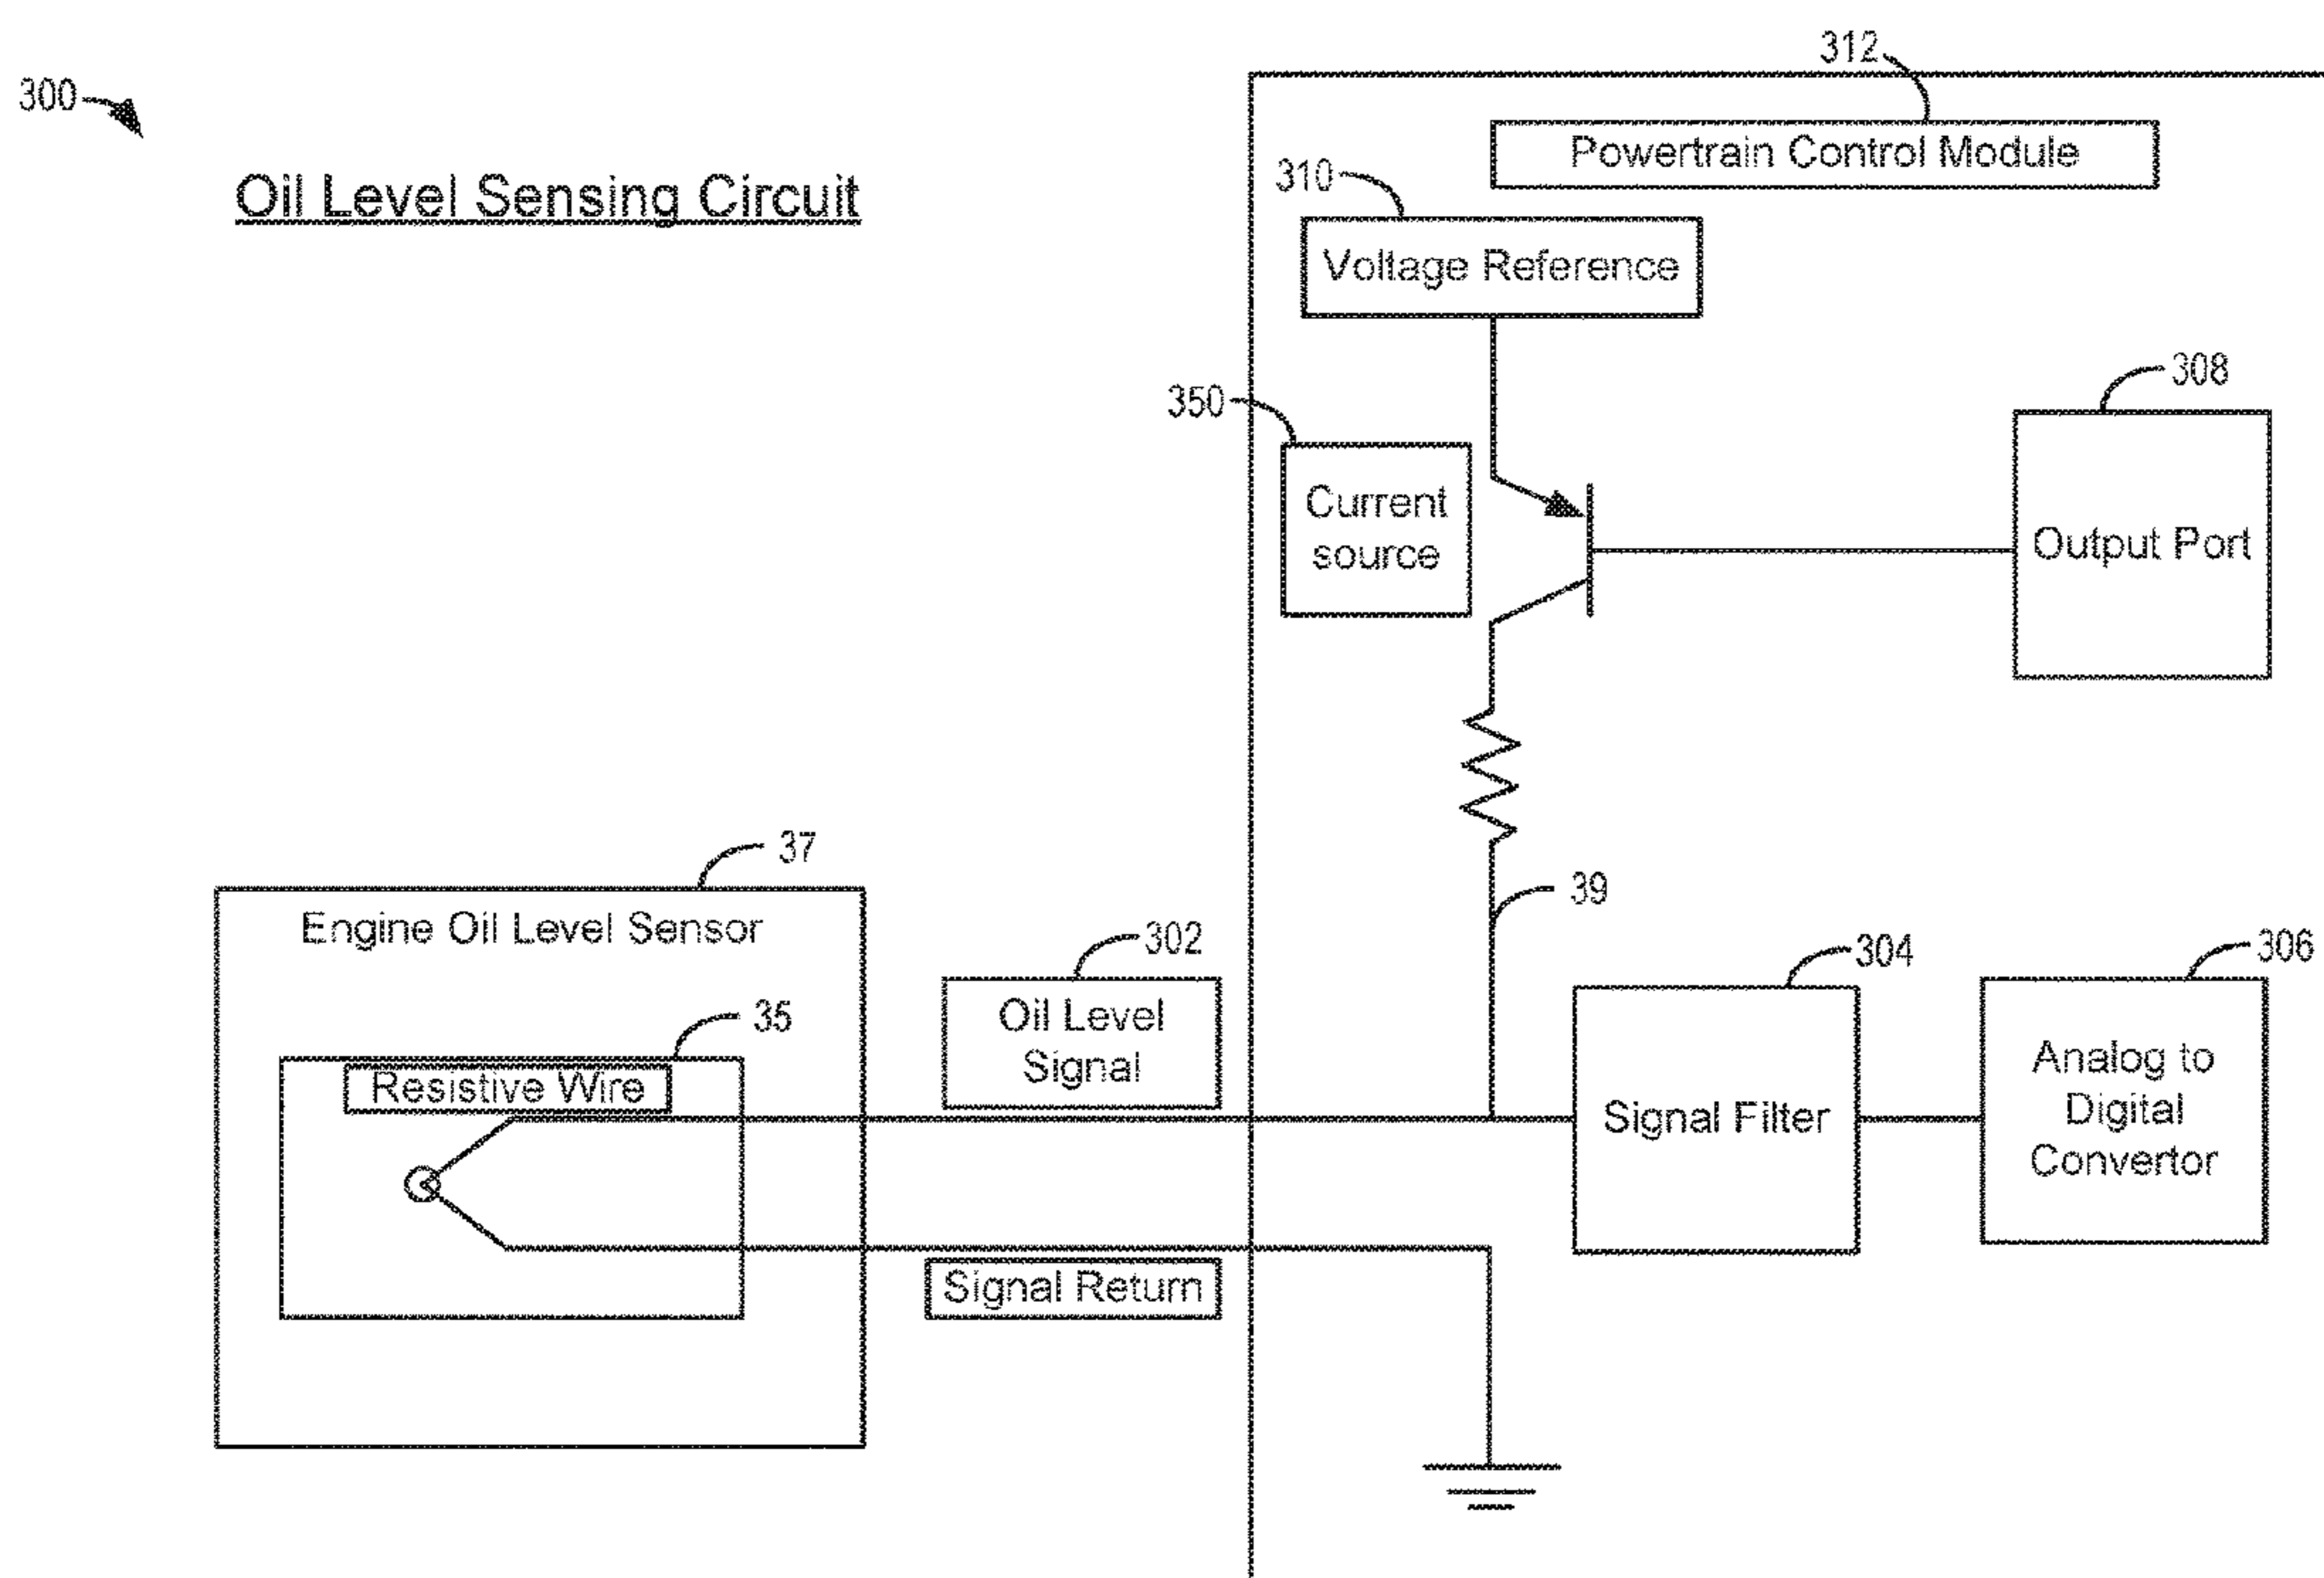 312
300
Powertrain Control Module
310
Oil Level Sensing Circuit
Voltage Reference
308
350
Current
source
Output Port
37
39
Engine Oil Level Sensor
302
304
306
35
Oil Level
Signal
Resistive Wire
Signal Filter
Analog to
Digital
Convertor
Signal Return